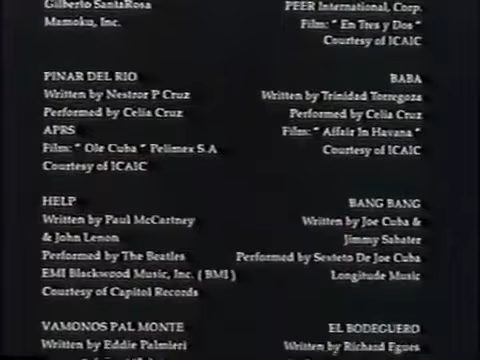 Gilberto SantaRosa
Mamoku, Inc.
PEER International, Corp.
Film: " En Tres y Dos "
Courtesy of ICAIC
PINAR DEL RIO
Written by Nestror P Cruz
Performed by Celia Cruz
APRS
Film: " Ole Cuba " Pelimex S.A
Courtesy of ICAIC
BABA
Written by Trinidad Torregoza
Performed by Celia Cruz
Film: " Affair In Havana "
Courtesy of ICAIC
HELP
Written by Paul McCartney
& John Lenon
Performed by The Beatles
EMI Blackwood Music, Inc. ( BMI )
Courtesy of Capitol Records
BANG BANG
Written by Joe Cuba &
Jimmy Sabater
Performed by Sexteto De Joe Cuba
Longitude Music
VAMONOS PAL MONTE
Written by Eddie Palmieri
EL BODEGUERO
Written by Richard Egues